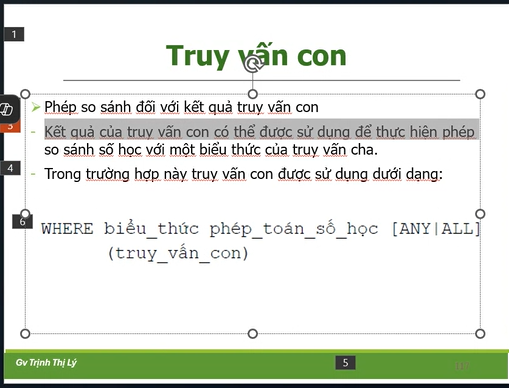 1
Truy vấn con
Phép so sánh đối với kết quả truy vấn con
3
- Kết quả của truy vấn con có thể được sử dụng để thực hiện phép
so sánh số học với một biểu thức của truy vấn cha.
4
- Trong trường hợp này truy vấn con được sử dụng dưới dạng:
6
WHERE biểu_thức phép_toán_số_học [ANY|ALL]
(truy_vấn_con)
Gv Trịnh Thị Lý
5